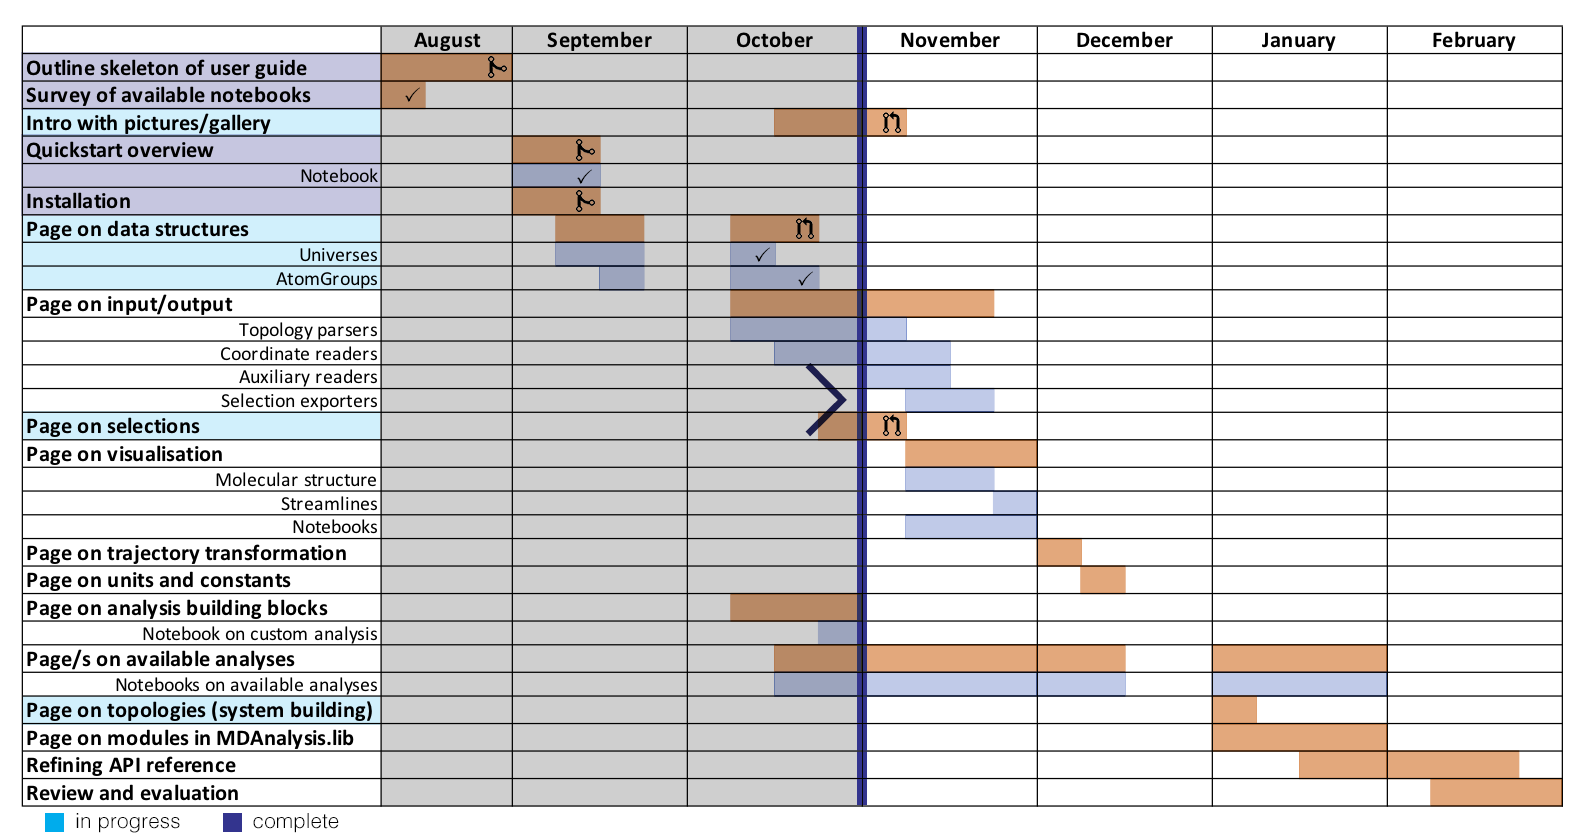 August September October November December January February
Outline skeleton of user guide
Survey of available notebooks
Intro with pictures/gallery
Quickstart overview
Notebook
Installation
Page on data structures
Universes
AtomGroups
Page on input/output
Topology parsers
Coordinate readers
Auxiliary readers
Selection exporters
Page on selections
Page on visualisation
Molecular structure
Streamlines
Notebooks
Page on trajectory transformation
Page on units and constants
Page on analysis building blocks
Notebook on custom analysis
Page/s on available analyses
Notebooks on available analyses
Page on topologies (system building)
Page on modules in MDAnalysis.lib
Refining API reference
Review and evaluation
in progress complete